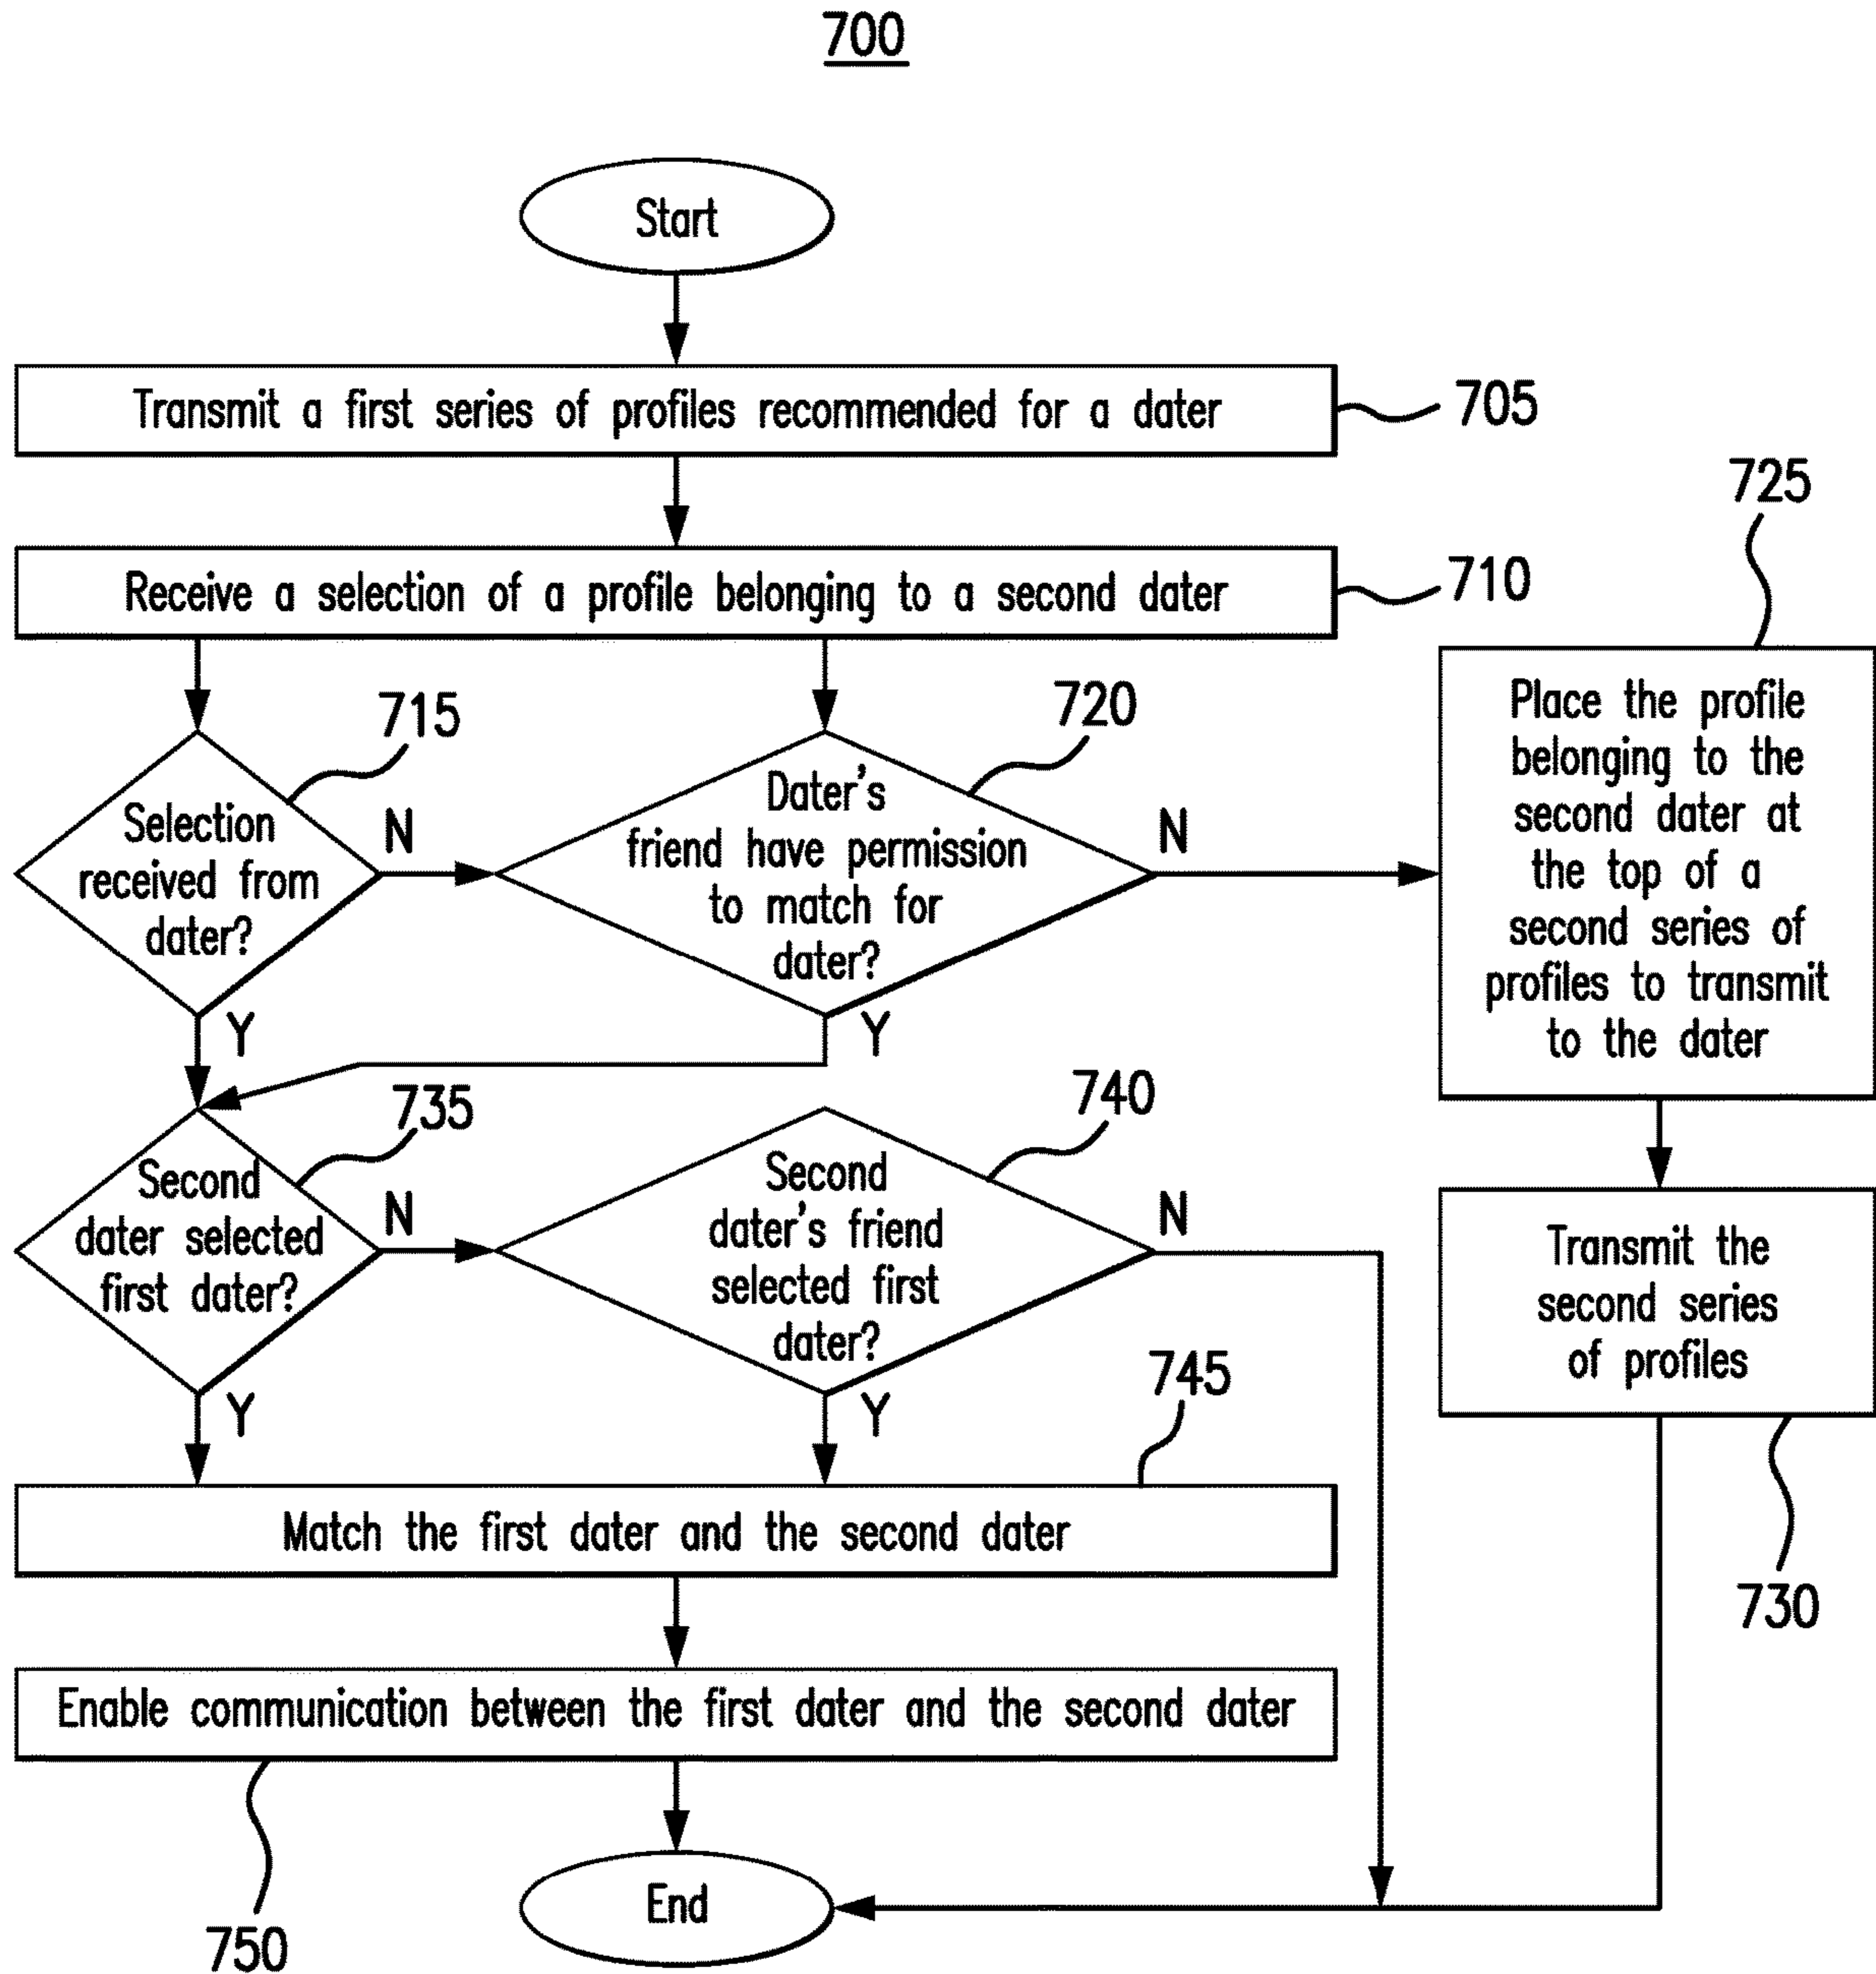 700
Start
Transmit a first series of profiles recommended for a dater
705
Receive a selection of a profile belonging to a second dater
710
715
Selection
received from
dater?
N
Y
720
Dater's
friend have permission
to match for
dater?
N
Y
725
Place the profile
belonging to the
second dater at
the top of a
second series of
profiles to transmit
to the dater
Transmit the
second series
of profiles
730
735
Second
dater selected
first dater?
N
Y
740
Second
dater's friend
selected first
dater?
N
Y
745
Match the first dater and the second dater
Enable communication between the first dater and the second dater
750
End